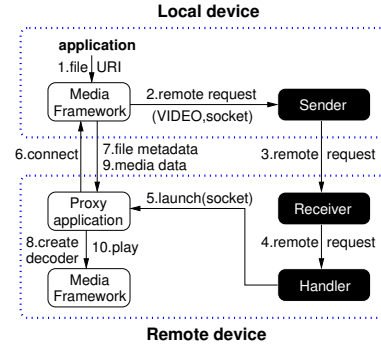 Local device
application
1.file URI
Media
Framework
2.remote request
(VIDEO,socket)
Sender
6.connect
7.file metadata
9.media data
3.remote request
Proxy
application
5.launch(socket)
Receiver
8.create
decoder
10.play
4.remote request
Media
Framework
Handler
Remote device